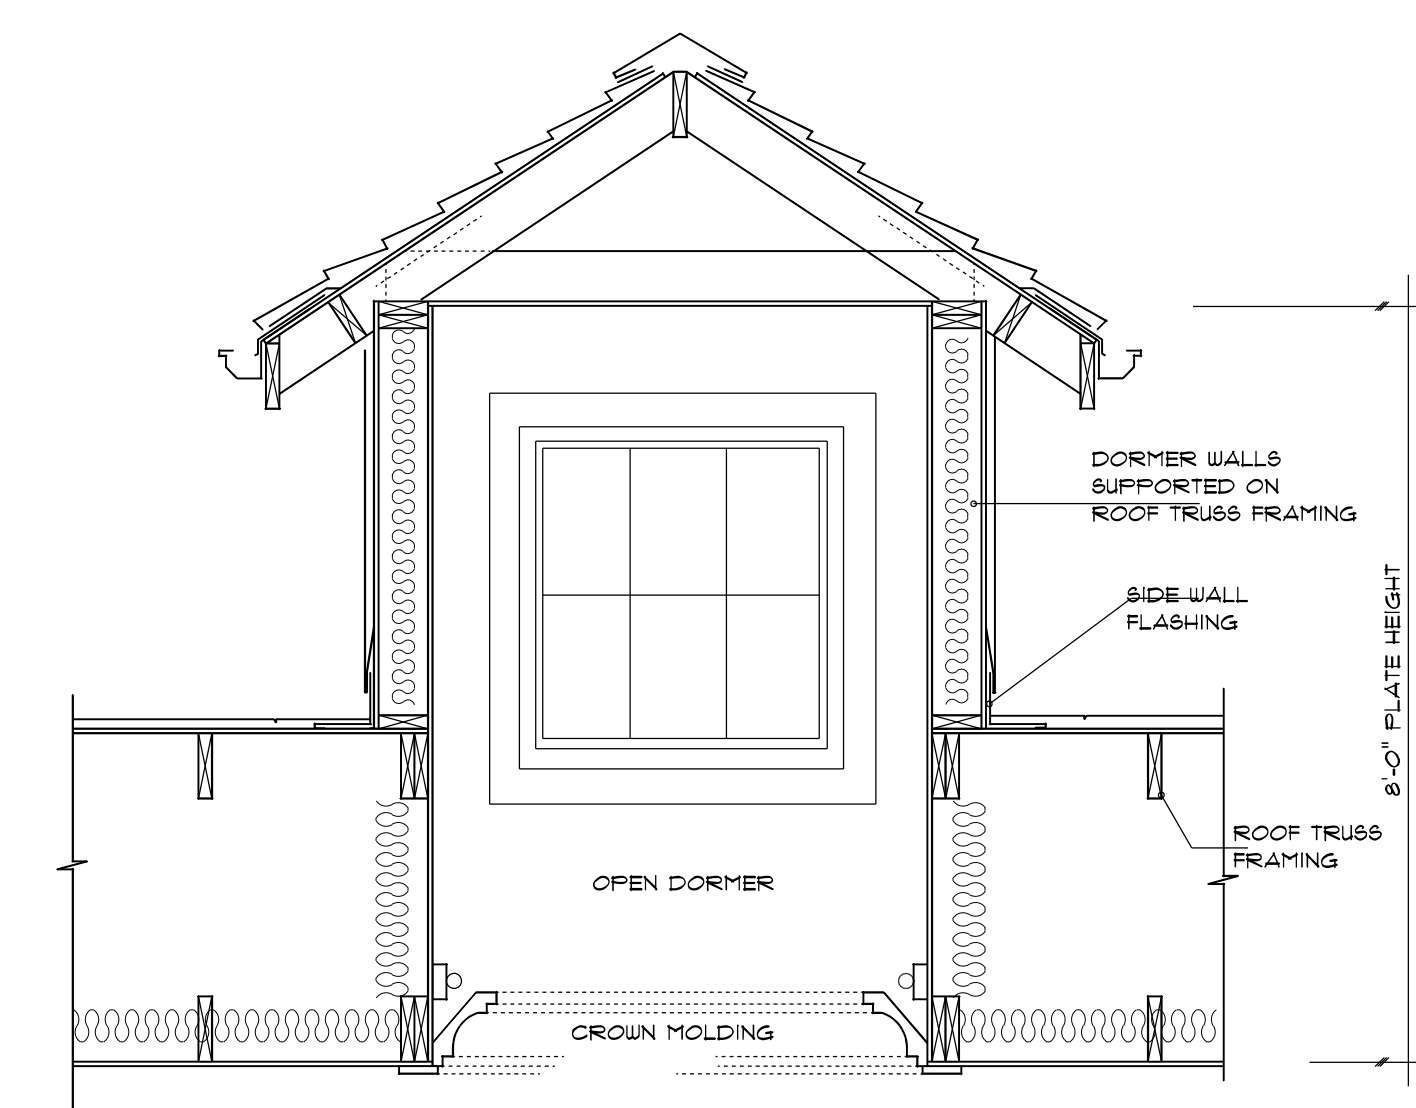 DORMER WALLS
SUPPORTED ON
ROOF TRUSS FRAMING
SIDE WALL
FLASHING
8'-0" PLATE HEIGHT
ROOF TRUSS
FRAMING
OPEN DORMER
CROWN MOLDING